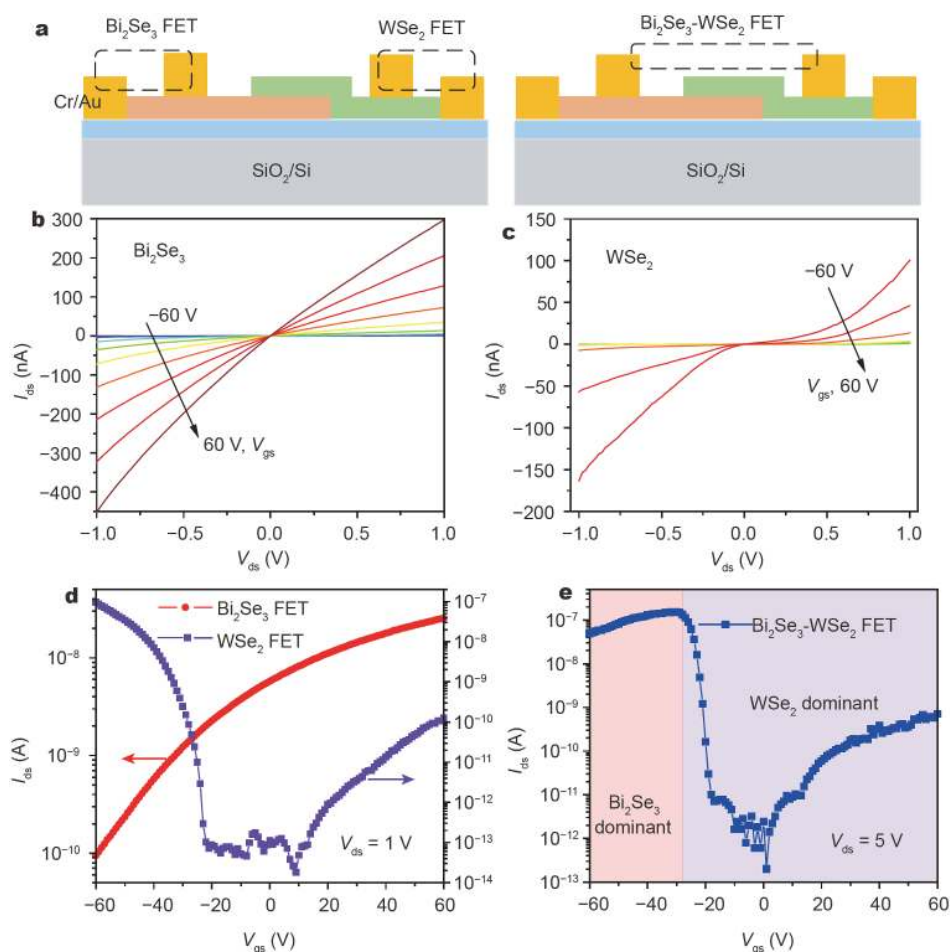 a
Bi₂Se₃ FET
WSe₂ FET
Bi₂Se₃-WSe₂ FET
Cr/Au
SiO₂/Si
SiO₂/Si
b
Bi₂Se₃
−60 V
60 V, Vgs
300
200
100
0
−100
−200
−300
−400
Ids (nA)
−1.0
−0.5
0.0
0.5
1.0
Vds (V)
c
WSe₂
−60 V
Vgs, 60 V
150
100
50
0
−50
−100
−150
−200
Ids (nA)
−1.0
−0.5
0.0
0.5
1.0
Vds (V)
d
Bi₂Se₃ FET
WSe₂ FET
Vds = 1 V
10⁻⁸
10⁻⁹
10⁻¹⁰
Ids (A)
10⁻⁷
10⁻⁸
10⁻⁹
10⁻¹⁰
10⁻¹¹
10⁻¹²
10⁻¹³
10⁻¹⁴
−60
−40
−20
0
20
40
60
Vgs (V)
e
Bi₂Se₃-WSe₂ FET
WSe₂ dominant
Bi₂Se₃
dominant
Vds = 5 V
10⁻⁶
10⁻⁷
10⁻⁸
10⁻⁹
10⁻¹⁰
10⁻¹¹
10⁻¹²
10⁻¹³
Ids (A)
−60
−40
−20
0
20
40
60
Vgs (V)